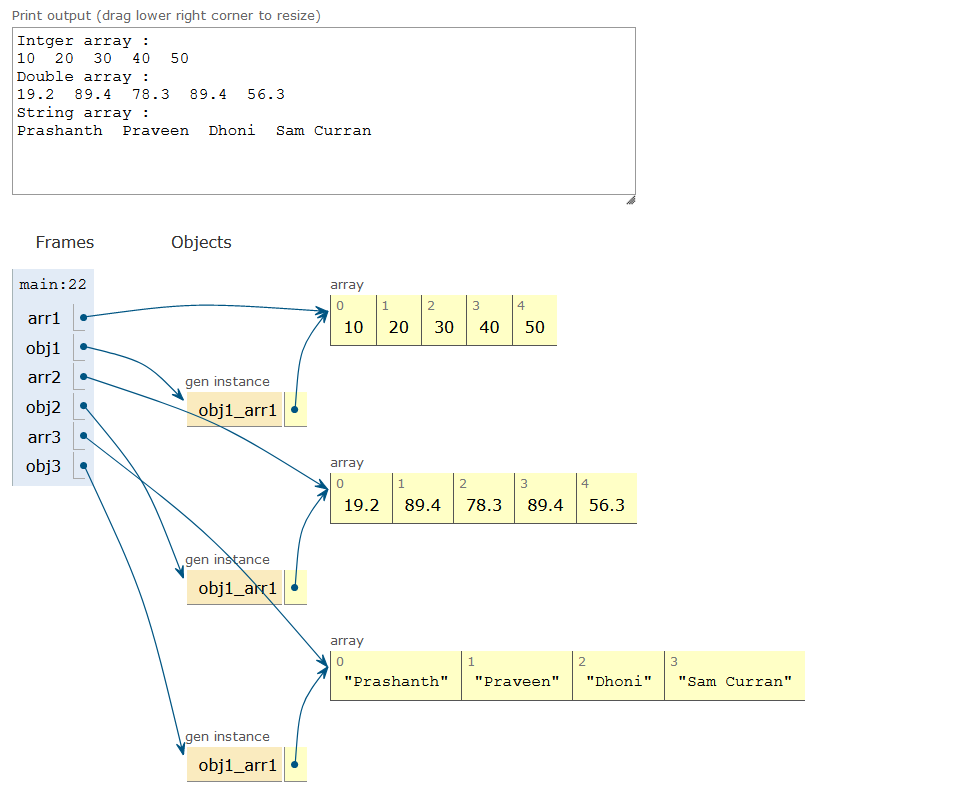 Print output (drag lower right corner to resize)
Intger array :
10  20  30  40  50
Double array :
19.2  89.4  78.3  89.4  56.3
String array :
Prashanth  Praveen  Dhoni  Sam Curran
Frames Objects
main:22
arr1
obj1
arr2
obj2
arr3
obj3
array
0 1 2 3 4
10 20 30 40 50
gen instance
obj1_arr1
array
0 1 2 3 4
19.2 89.4 78.3 89.4 56.3
gen instance
obj1_arr1
array
0 1 2 3
"Prashanth" "Praveen" "Dhoni" "Sam Curran"
gen instance
obj1_arr1